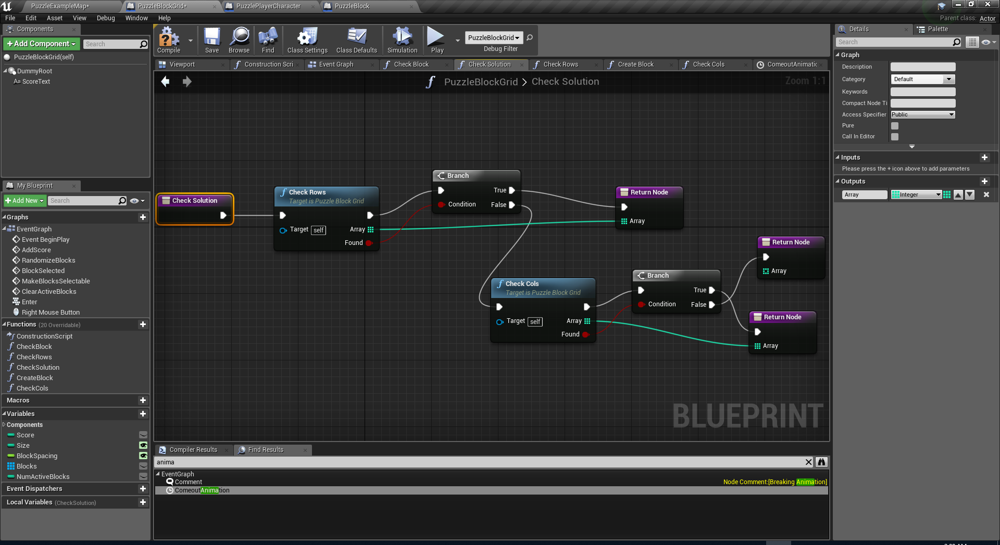 PuzzleExampleMap*
PuzzleBlockGrid*
PuzzlePlayerCharacter
PuzzleBlock
File Edit Asset View Debug Window Help
Parent class: Actor
Components
+Add Component
Search
PuzzleBlockGrid(self)
DummyRoot
Aa ScoreText
My Blueprint
+Add New
Search
Graphs
EventGraph
Event BeginPlay
AddScore
RandomizeBlocks
BlockSelected
MakeBlocksSelectable
ClearActiveBlocks
Enter
Right Mouse Button
Functions (20 Overridable)
ConstructionScript
CheckBlock
CheckRows
CheckSolution
CreateBlock
CheckCols
Macros
Variables
Components
Score
Size
BlockSpacing
Blocks
NumActiveBlocks
Event Dispatchers
Local Variables (CheckSolution)
Compile
Save
Browse
Find
Class Settings
Class Defaults
Simulation
Play
PuzzleBlockGrid
Debug Filter
Viewport
Construction Scri
Event Graph
Check Block
Check Solution
Check Rows
Create Block
Check Cols
ComeoutAnimatic
PuzzleBlockGrid > Check Solution
Zoom 1:1
Check Solution
Check Rows
Target is Puzzle Block Grid
Target self
Array
Found
Branch
True
Condition
False
Return Node
Array
Check Cols
Target is Puzzle Block Grid
Target self
Array
Found
Branch
True
Condition
False
Return Node
Array
Return Node
Array
BLUEPRINT
Compiler Results
Find Results
anima
EventGraph
Comment
Node Comment:[Breaking Animation]
ComeoutAnimation
Details
Palette
Search
Graph
Description
Category
Default
Keywords
Compact Node Ti
Access Specifier
Public
Pure
Call In Editor
Inputs
Please press the + icon above to add parameters
Outputs
Array
Integer